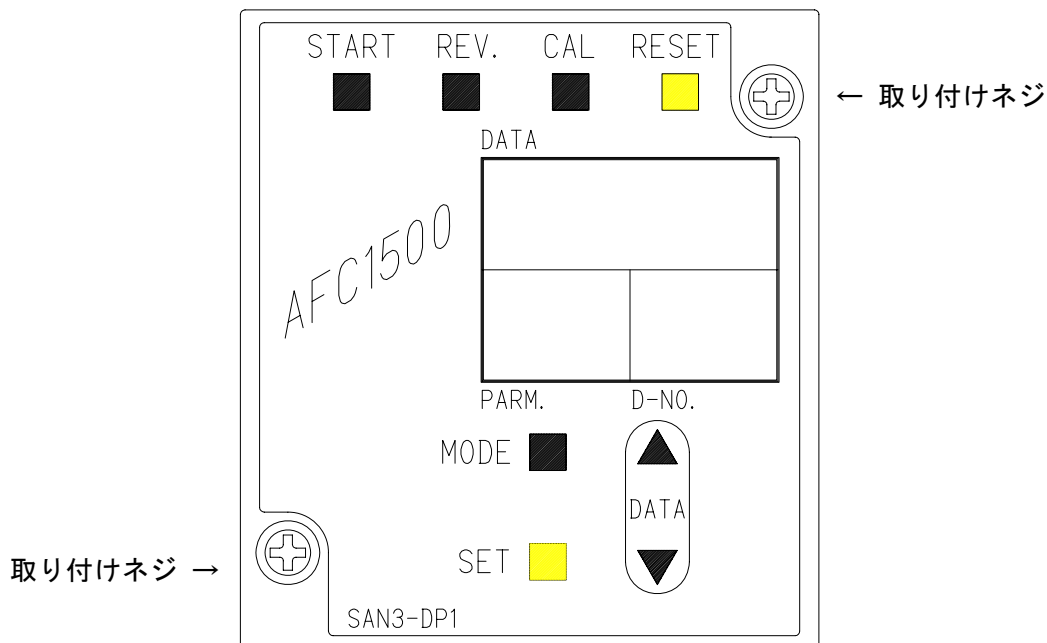 START REV. CAL RESET
← 取り付けネジ
DATA
AFC1500
PARM. D-NO.
MODE
DATA
取り付けネジ →
SET
SAN3-DP1